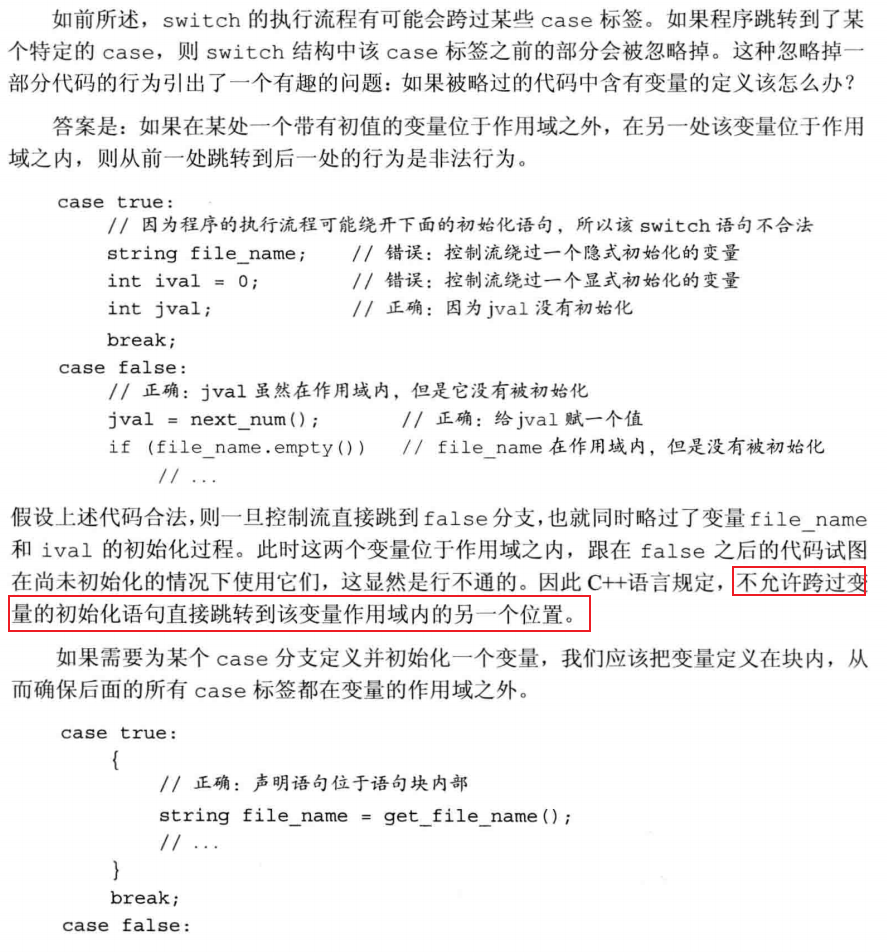 如前所述，switch 的执行流程有可能会跨过某些 case 标签。如果程序跳转到了某
个特定的 case，则 switch 结构中该 case 标签之前的部分会被忽略掉。这种忽略掉一
部分代码的行为引出了一个有趣的问题：如果被略过的代码中含有变量的定义该怎么办？
答案是：如果在某处一个带有初值的变量位于作用域之外，在另一处该变量位于作用
域之内，则从前一处跳转到后一处的行为是非法行为。
case true:
// 因为程序的执行流程可能绕开下面的初始化语句，所以该 switch 语句不合法
string file_name; // 错误：控制流绕过一个隐式初始化的变量
int ival = 0; // 错误：控制流绕过一个显式初始化的变量
int jval; // 正确：因为 jval 没有初始化
break;
case false:
// 正确：jval 虽然在作用域内，但是它没有被初始化
jval = next_num(); // 正确：给 jval 赋一个值
if (file_name.empty()) // file_name 在作用域内，但是没有被初始化
// ...
假设上述代码合法，则一旦控制流直接跳到 false 分支，也就同时略过了变量 file_name
和 ival 的初始化过程。此时这两个变量位于作用域之内，跟在 false 之后的代码试图
在尚未初始化的情况下使用它们，这显然是行不通的。因此 C++语言规定，不允许跨过变
量的初始化语句直接跳转到该变量作用域内的另一个位置。
如果需要为某个 case 分支定义并初始化一个变量，我们应该把变量定义在块内，从
而确保后面的所有 case 标签都在变量的作用域之外。
case true:
{
// 正确：声明语句位于语句块内部
string file_name = get_file_name();
// ...
}
break;
case false: